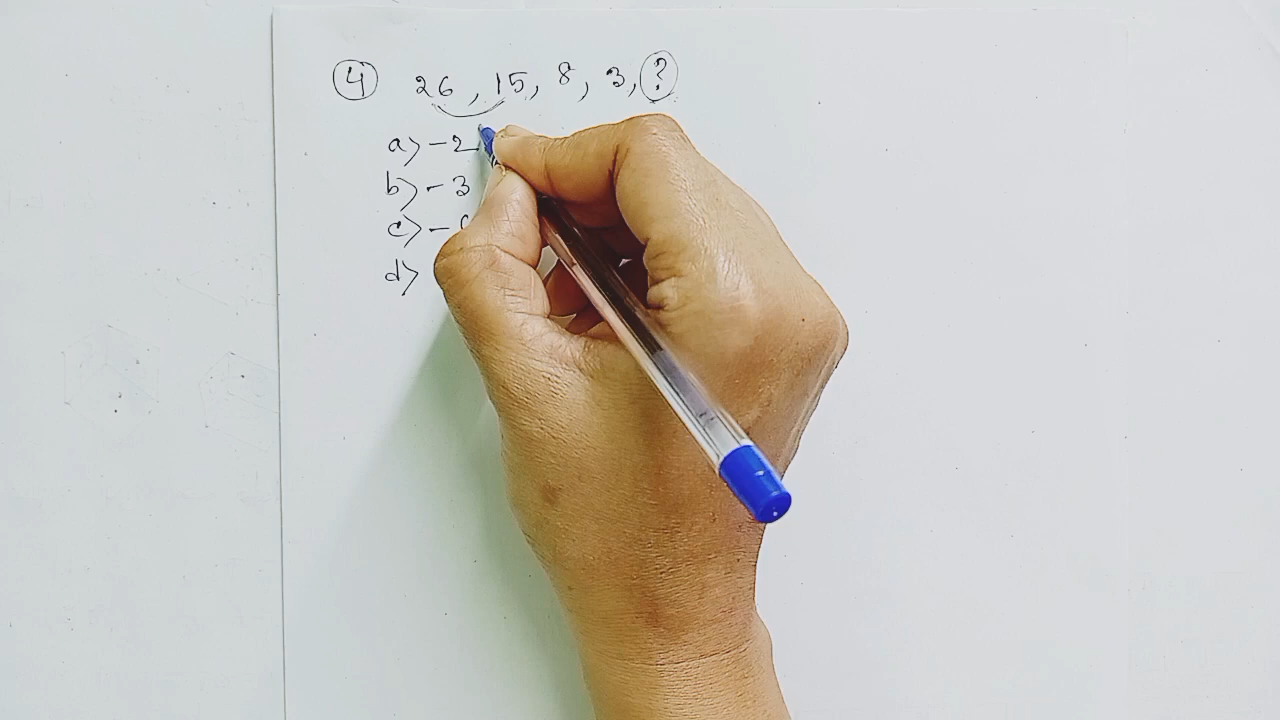 4 26, 15, 8, 3, ?
a) -2
b) -3
c) -
d)